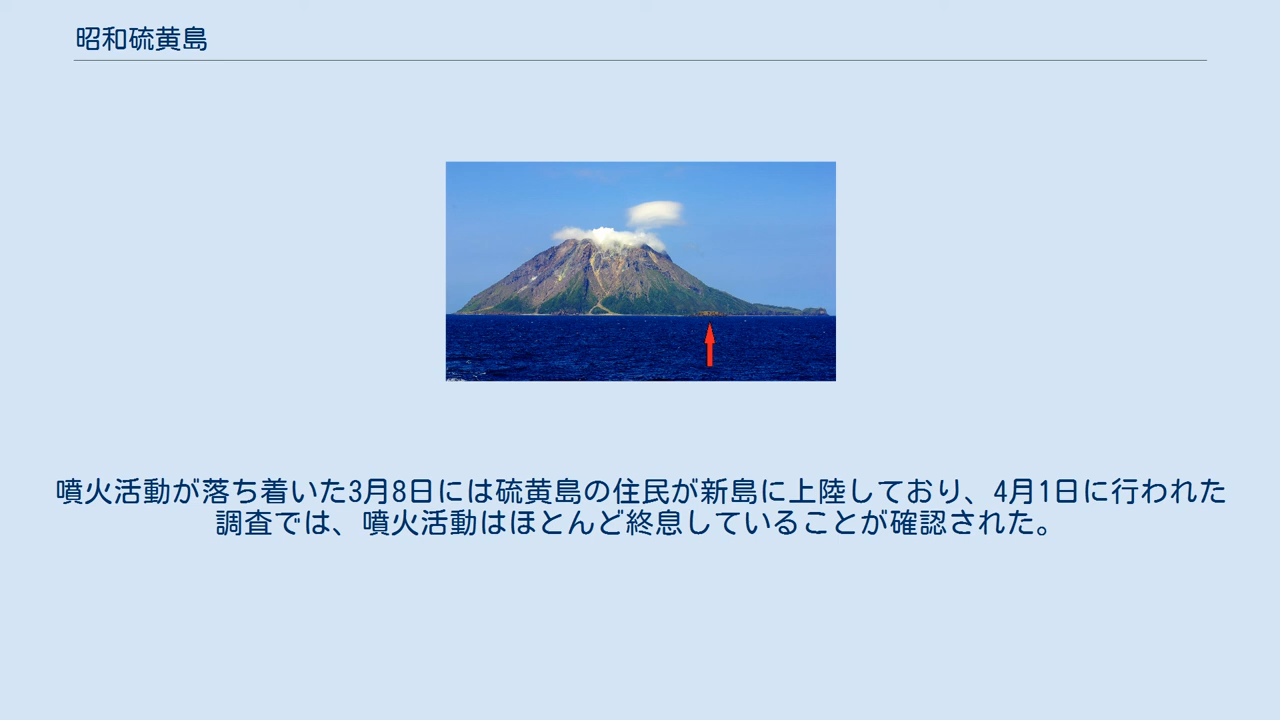 昭和硫黄島
噴火活動が落ち着いた3月8日には硫黄島の住民が新島に上陸しており、4月1日に行われた
調査では、噴火活動はほとんど終息していることが確認された。